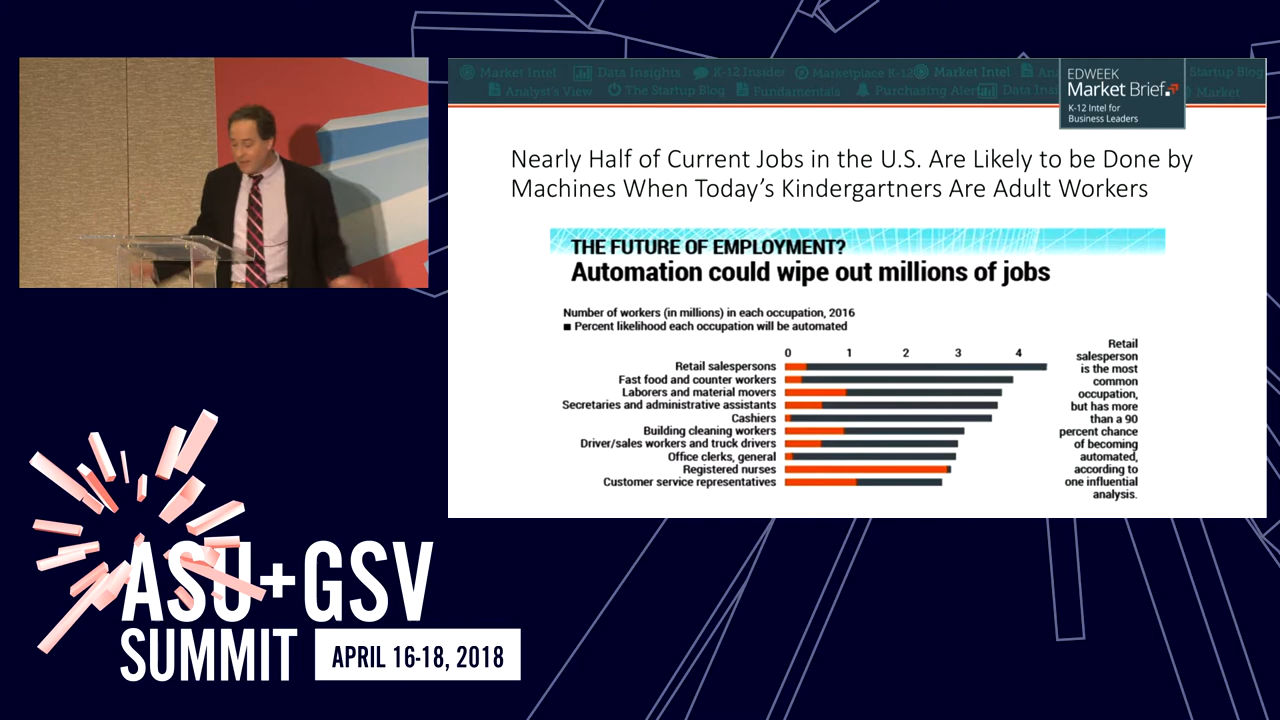 Market Intel Data Insights K-12 Insider Marketplace K-12 Market Intel Startup Blog
Analyst's View The Startup Blog Fundamentals Purchasing Alert Market
EDWEEK
Market Brief
K-12 Intel for
Business Leaders
Nearly Half of Current Jobs in the U.S. Are Likely to be Done by
Machines When Today's Kindergartners Are Adult Workers
THE FUTURE OF EMPLOYMENT?
Automation could wipe out millions of jobs
Number of workers (in millions) in each occupation, 2016
Percent likelihood each occupation will be automated
0 1 2 3 4
Retail salespersons
Fast food and counter workers
Laborers and material movers
Secretaries and administrative assistants
Cashiers
Building cleaning workers
Driver/sales workers and truck drivers
Office clerks, general
Registered nurses
Customer service representatives
Retail
salesperson
is the most
common
occupation,
but has more
than a 90
percent chance
of becoming
automated,
according to
one influential
analysis.
ASU+GSV
SUMMIT
APRIL 16-18, 2018